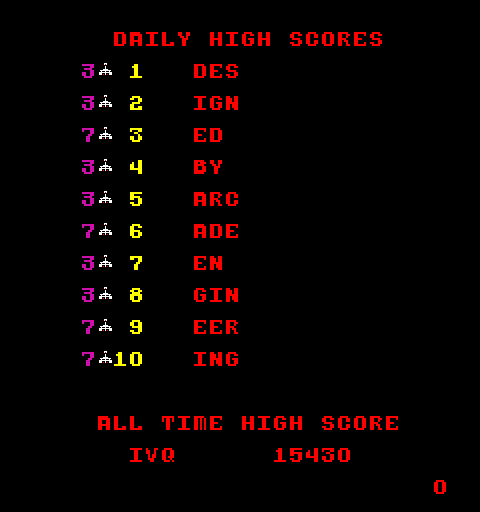 DAILY HIGH SCORES
3 1 DES
3 2 IGN
7 3 ED
3 4 BY
3 5 ARC
7 6 ADE
3 7 EN
3 8 GIN
7 9 EER
7 10 ING
ALL TIME HIGH SCORE
IVQ 15430
0